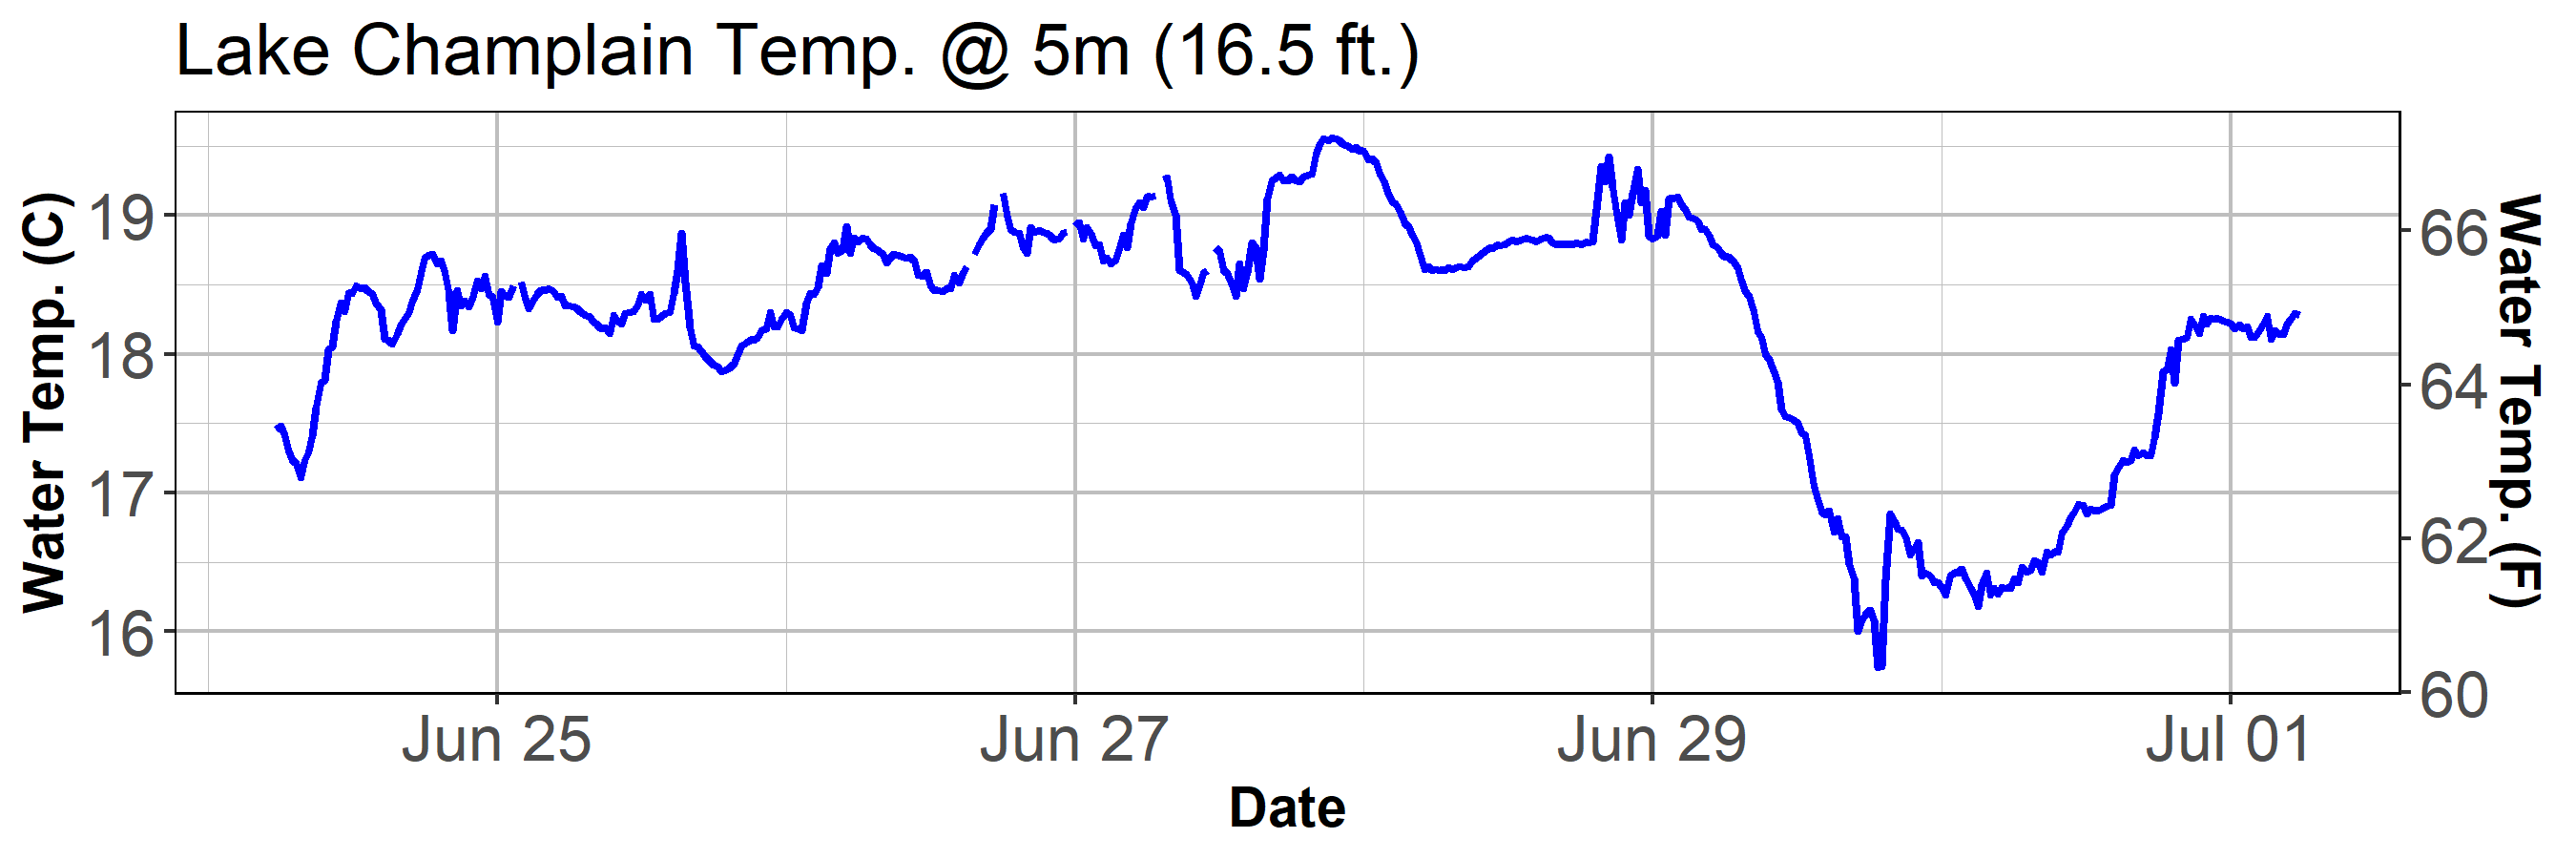 Lake Champlain Temp. @ 5m (16.5 ft.)
Water Temp. (C)
19
18
17
16
66
64
62
60
Water Temp. (F)
Jun 25
Jun 27
Jun 29
Jul 01
Date